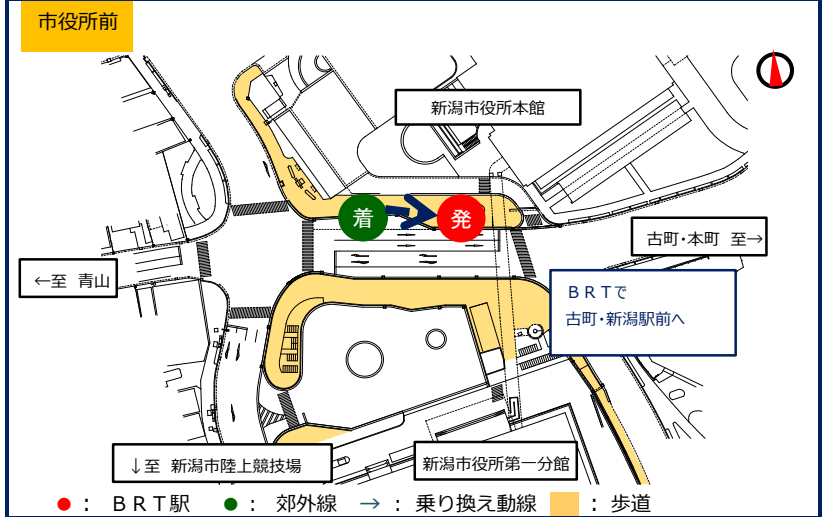 市役所前
新潟市役所本館
着
発
古町・本町 至→
←至 青山
ＢＲＴで
古町・新潟駅前へ
↓至 新潟市陸上競技場
新潟市役所第一分館
●： ＢＲＴ駅 ●： 郊外線 →：乗り換え動線 ：歩道